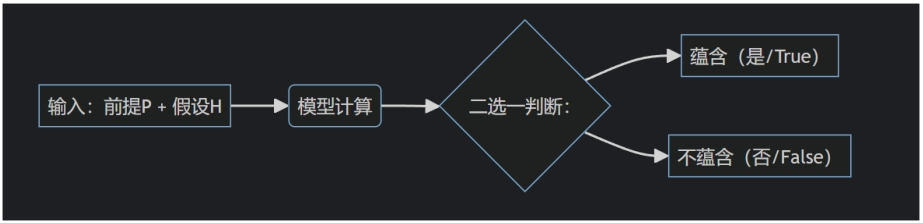 输入：前提P + 假设H
模型计算
二选一判断：
蕴含（是/True）
不蕴含（否/False）